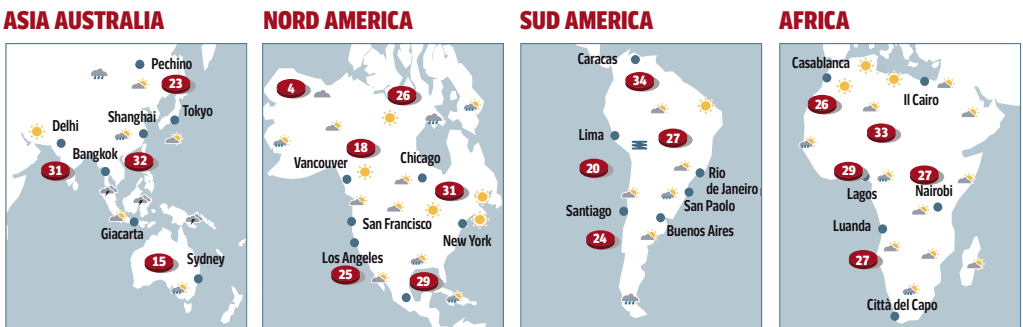 ASIA AUSTRALIA
Pechino
23
Shanghai
Tokyo
Delhi
Bangkok
32
31
Giacarta
15
Sydney
NORD AMERICA
4
26
18
Vancouver
Chicago
31
San Francisco
New York
Los Angeles
25
29
SUD AMERICA
Caracas
34
Lima
27
20
Rio
de Janeiro
San Paolo
Santiago
Buenos Aires
24
AFRICA
Casablanca
Il Cairo
26
33
29
27
Lagos
Nairobi
Luanda
27
Città del Capo